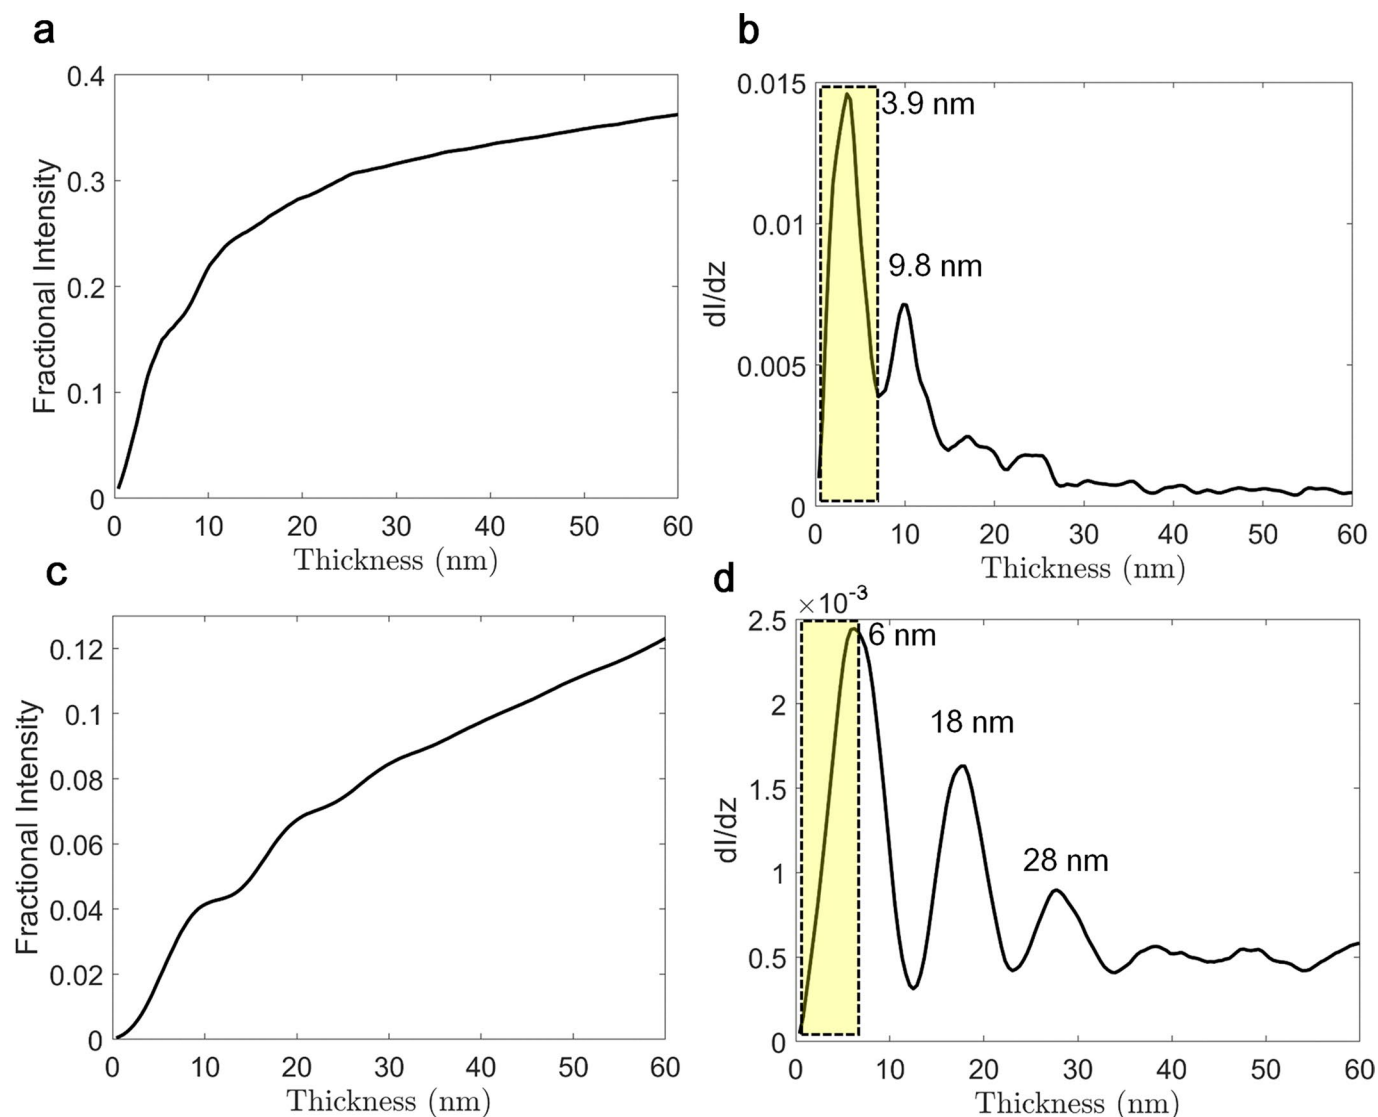 a
0.4
0.3
0.2
0.1
0
Fractional Intensity
0 10 20 30 40 50 60
Thickness (nm)
b
0.015
0.01
0.005
0
dI/dz
3.9 nm
9.8 nm
0 10 20 30 40 50 60
Thickness (nm)
c
0.12
0.1
0.08
0.06
0.04
0.02
0
Fractional Intensity
0 10 20 30 40 50 60
Thickness (nm)
d
×10-3
2.5
2
1.5
1
0.5
0
dI/dz
6 nm
18 nm
28 nm
0 10 20 30 40 50 60
Thickness (nm)